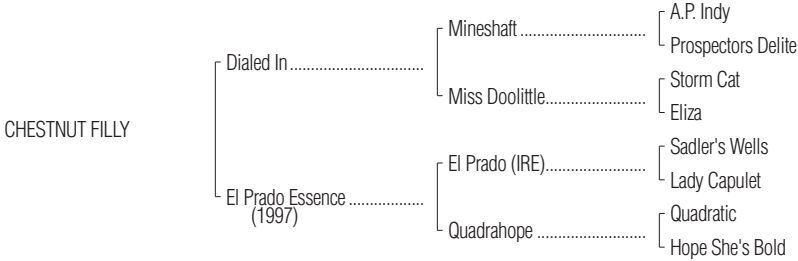 A.P. Indy
Mineshaft ..............................
Prospectors Delite
Dialed In ................................
Storm Cat
Miss Doolittle........................
Eliza
CHESTNUT FILLY
Sadler's Wells
El Prado (IRE)........................
Lady Capulet
El Prado Essence ..................
(1997)
Quadratic
Quadrahope ..........................
Hope She's Bold